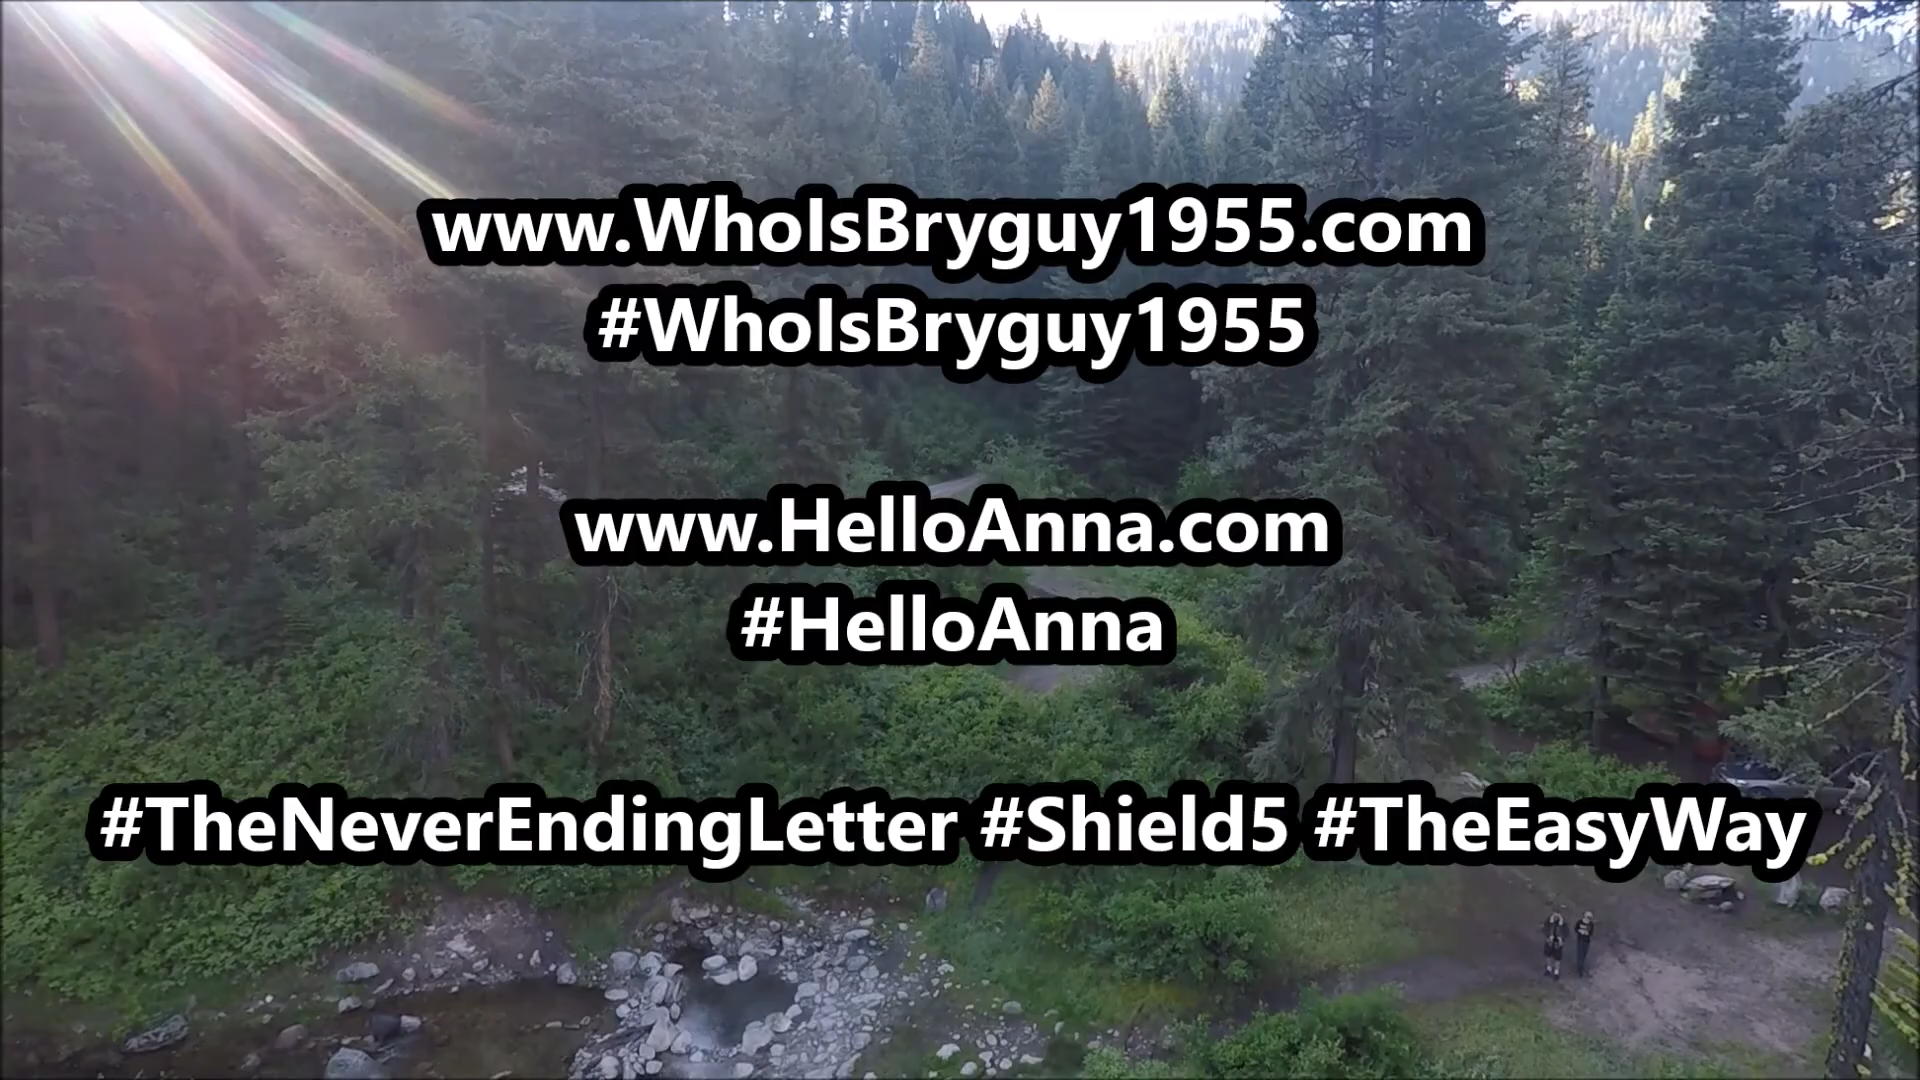 www.WhoIsBryguy1955.com
#WhoIsBryguy1955
www.HelloAnna.com
#HelloAnna
#TheNeverEndingLetter #Shield5 #TheEasyWay